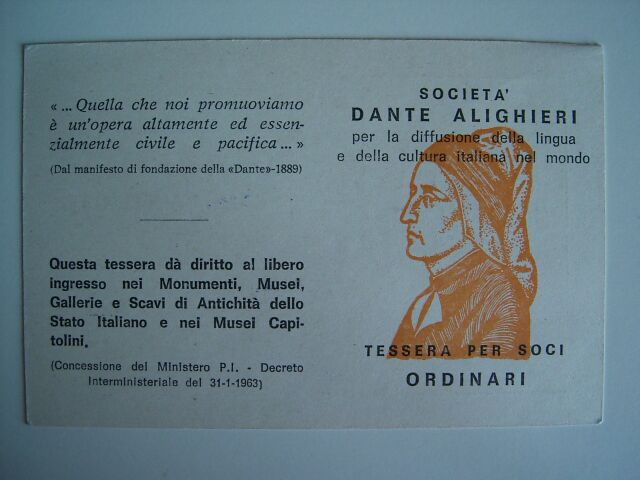 « ... Quella che noi promuoviamo
è un'opera altamente ed essen-
zialmente civile e pacifica ... »
(Dal manifesto di fondazione della «Dante»-1889)
Questa tessera dà diritto al libero
ingresso nei Monumenti, Musei,
Gallerie e Scavi di Antichità dello
Stato Italiano e nei Musei Capi-
tolini.
(Concessione del Ministero P.I. - Decreto
Interministeriale del 31-1-1963)
SOCIETA'
DANTE ALIGHIERI
per la diffusione della lingua
e della cultura italiana nel mondo
TESSERA PER SOCI
ORDINARI